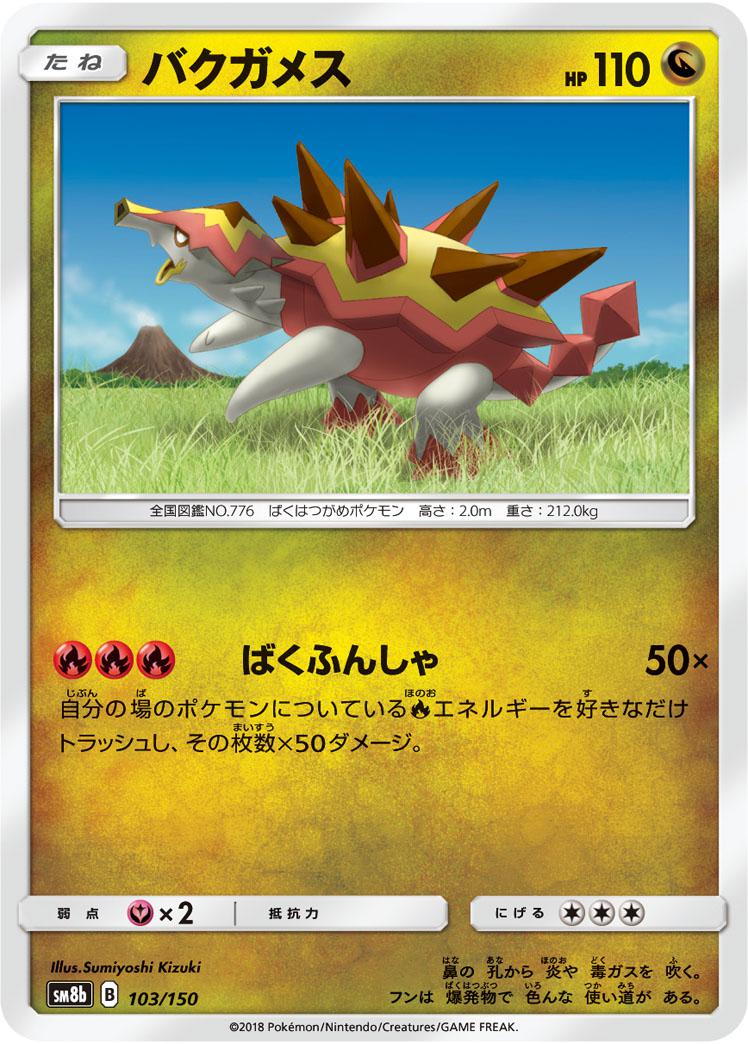 たね バクガメス HP 110
全国図鑑NO.776 ばくはつがめポケモン 高さ：2.0m 重さ：212.0kg
ばくふんしゃ 50×
自分の場のポケモンについているエネルギーを好きなだけ
トラッシュし、その枚数×50ダメージ。
弱点 ×2 抵抗力 にげる
Illus.Sumiyoshi Kizuki
鼻の 孔から 炎や 毒ガスを 吹く。
フンは 爆発物で 色んな 使い道が ある。
SM8b B 103/150
©2018 Pokémon/Nintendo/Creatures/GAME FREAK.